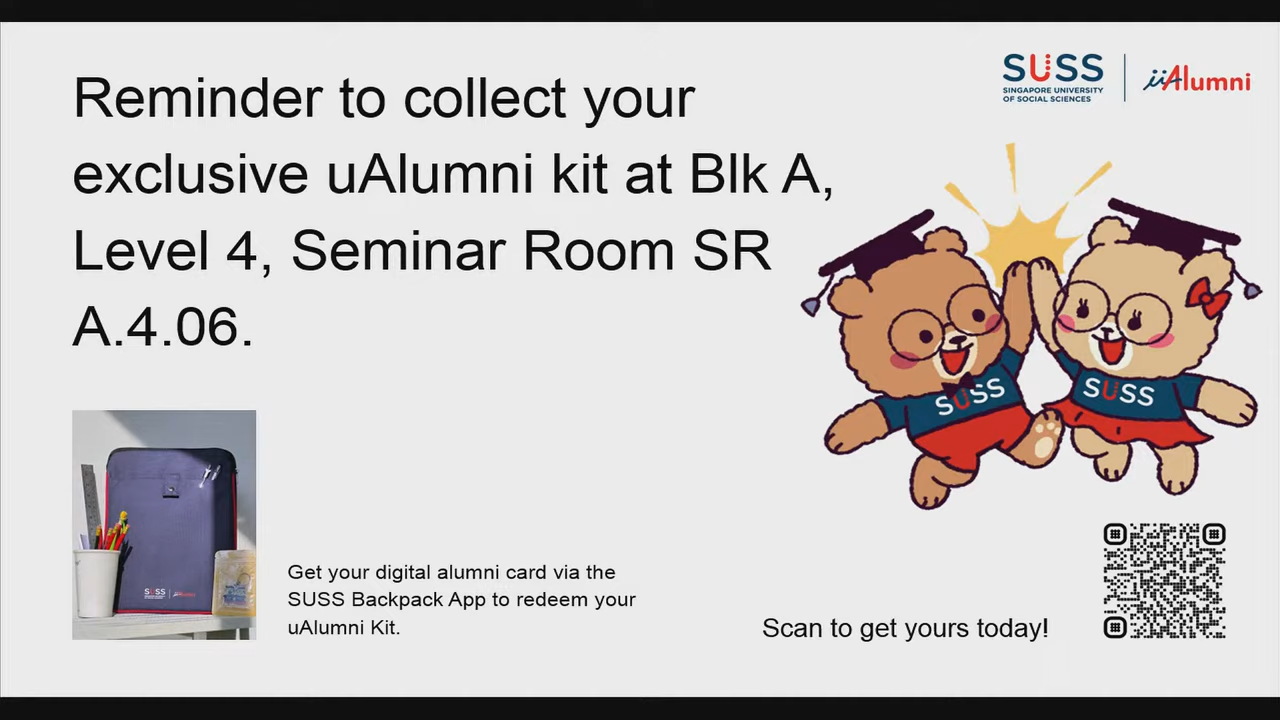 SUSS
SINGAPORE UNIVERSITY
OF SOCIAL SCIENCES
uAlumni
Reminder to collect your
exclusive uAlumni kit at Blk A,
Level 4, Seminar Room SR
A.4.06.
SUSS
SUSS
SUSS
Get your digital alumni card via the
SUSS Backpack App to redeem your
uAlumni Kit.
Scan to get yours today!